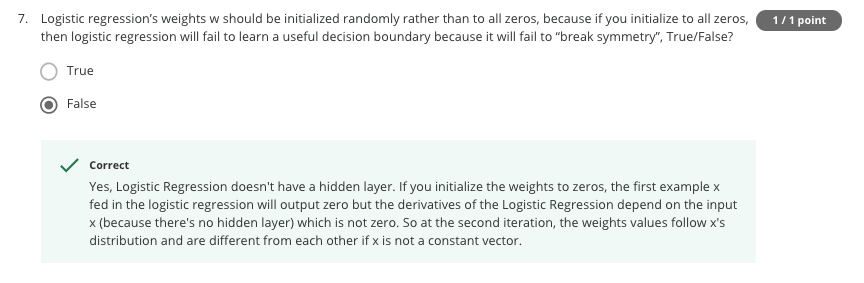 7. Logistic regression's weights w should be initialized randomly rather than to all zeros, because if you initialize to all zeros,
1 / 1 point
then logistic regression will fail to learn a useful decision boundary because it will fail to “break symmetry”, True/False?
True
False
Correct
Yes, Logistic Regression doesn't have a hidden layer. If you initialize the weights to zeros, the first example x
fed in the logistic regression will output zero but the derivatives of the Logistic Regression depend on the input
x (because there's no hidden layer) which is not zero. So at the second iteration, the weights values follow x's
distribution and are different from each other if x is not a constant vector.